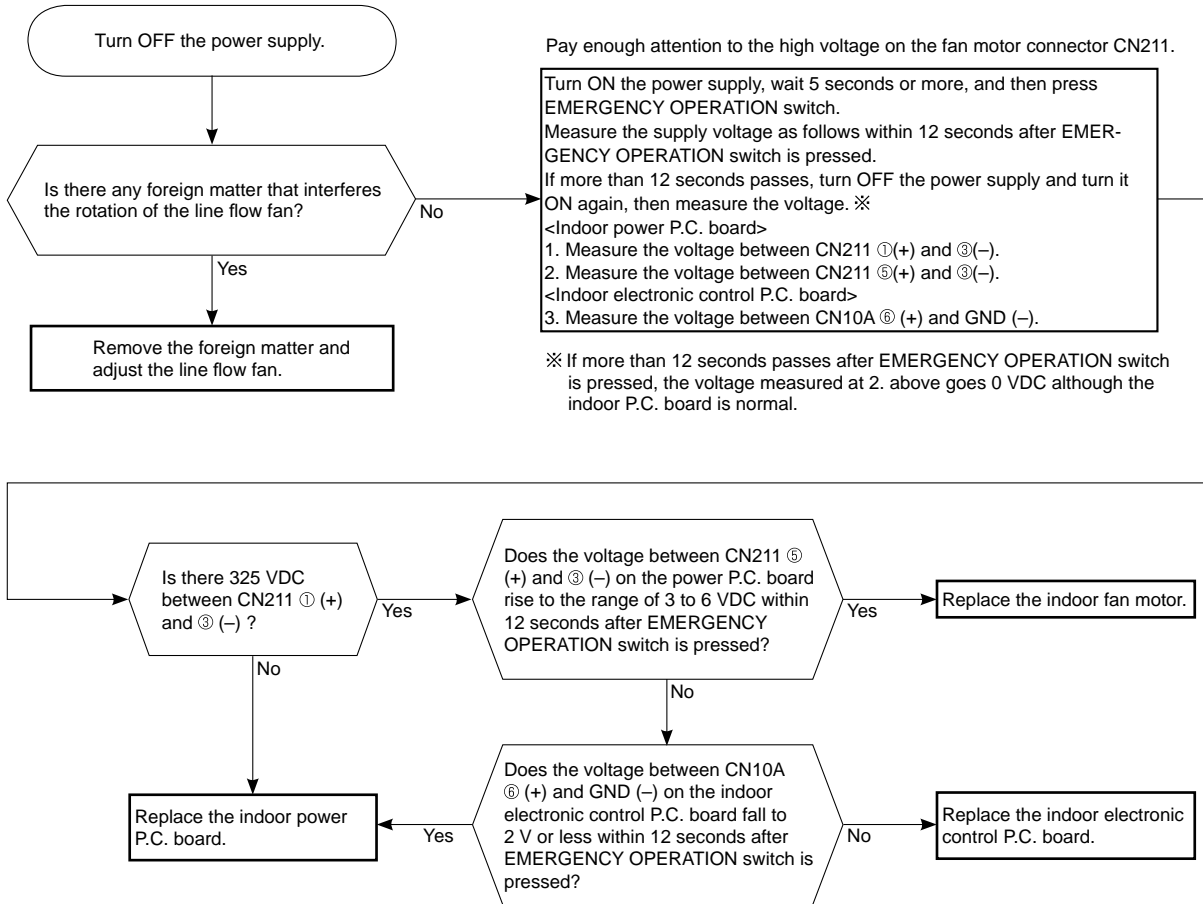 Turn OFF the power supply.
Pay enough attention to the high voltage on the fan motor connector CN211.
Is there any foreign matter that interferes
the rotation of the line flow fan?
No
Yes
Remove the foreign matter and
adjust the line flow fan.
Turn ON the power supply, wait 5 seconds or more, and then press
EMERGENCY OPERATION switch.
Measure the supply voltage as follows within 12 seconds after EMER-
GENCY OPERATION switch is pressed.
If more than 12 seconds passes, turn OFF the power supply and turn it
ON again, then measure the voltage. ※
<Indoor power P.C. board>
1. Measure the voltage between CN211 ①(+) and ③(–).
2. Measure the voltage between CN211 ⑤(+) and ③(–).
<Indoor electronic control P.C. board>
3. Measure the voltage between CN10A ⑥ (+) and GND (–).
※ If more than 12 seconds passes after EMERGENCY OPERATION switch
is pressed, the voltage measured at 2. above goes 0 VDC although the
indoor P.C. board is normal.
Is there 325 VDC
between CN211 ① (+)
and ③ (–) ?
Yes
No
Does the voltage between CN211 ⑤
(+) and ③ (–) on the power P.C. board
rise to the range of 3 to 6 VDC within
12 seconds after EMERGENCY
OPERATION switch is pressed?
Yes
No
Replace the indoor fan motor.
Replace the indoor power
P.C. board.
Yes
Does the voltage between CN10A
⑥ (+) and GND (–) on the indoor
electronic control P.C. board fall to
2 V or less within 12 seconds after
EMERGENCY OPERATION switch is
pressed?
No
Replace the indoor electronic
control P.C. board.